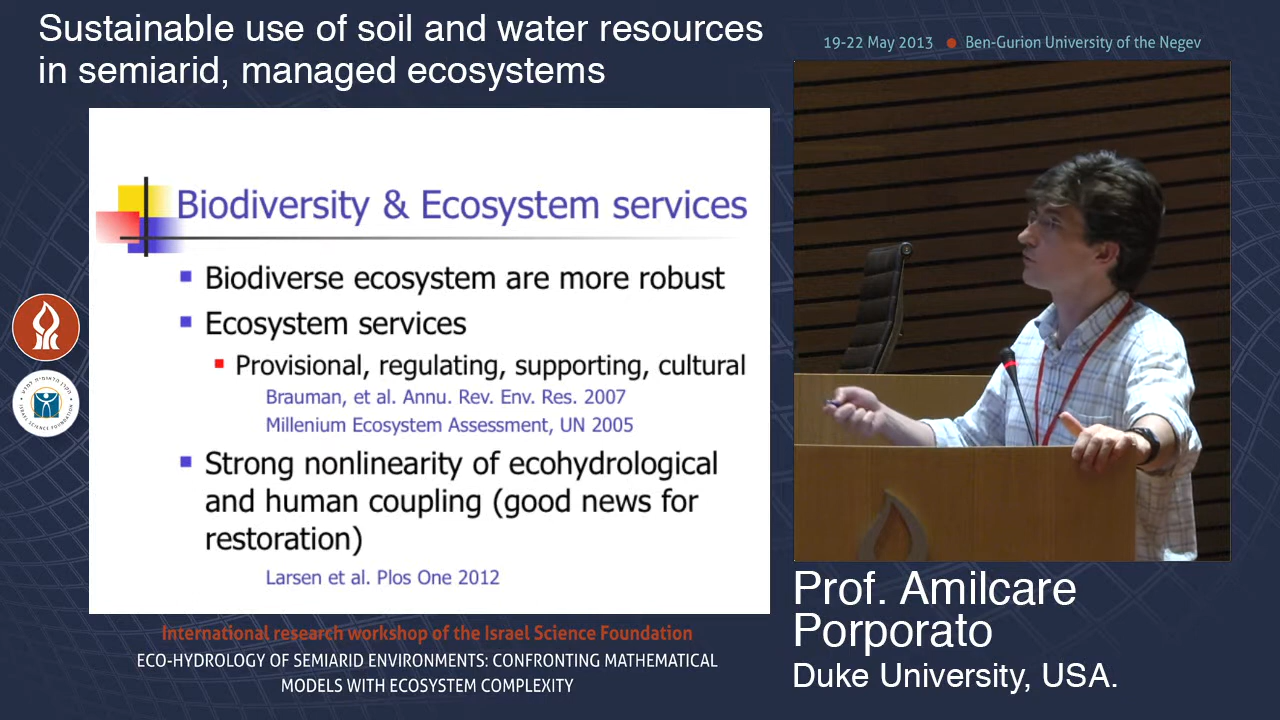 Sustainable use of soil and water resources
in semiarid, managed ecosystems
19-22 May 2013 ● Ben-Gurion University of the Negev
Biodiversity & Ecosystem services
Biodiverse ecosystem are more robust
Ecosystem services
Provisional, regulating, supporting, cultural
Brauman, et al. Annu. Rev. Env. Res. 2007
Millenium Ecosystem Assessment, UN 2005
Strong nonlinearity of ecohydrological
and human coupling (good news for
restoration)
Larsen et al. Plos One 2012
ISRAEL SCIENCE FOUNDATION
International research workshop of the Israel Science Foundation
ECO-HYDROLOGY OF SEMIARID ENVIRONMENTS: CONFRONTING MATHEMATICAL
MODELS WITH ECOSYSTEM COMPLEXITY
Prof. Amilcare
Porporato
Duke University, USA.